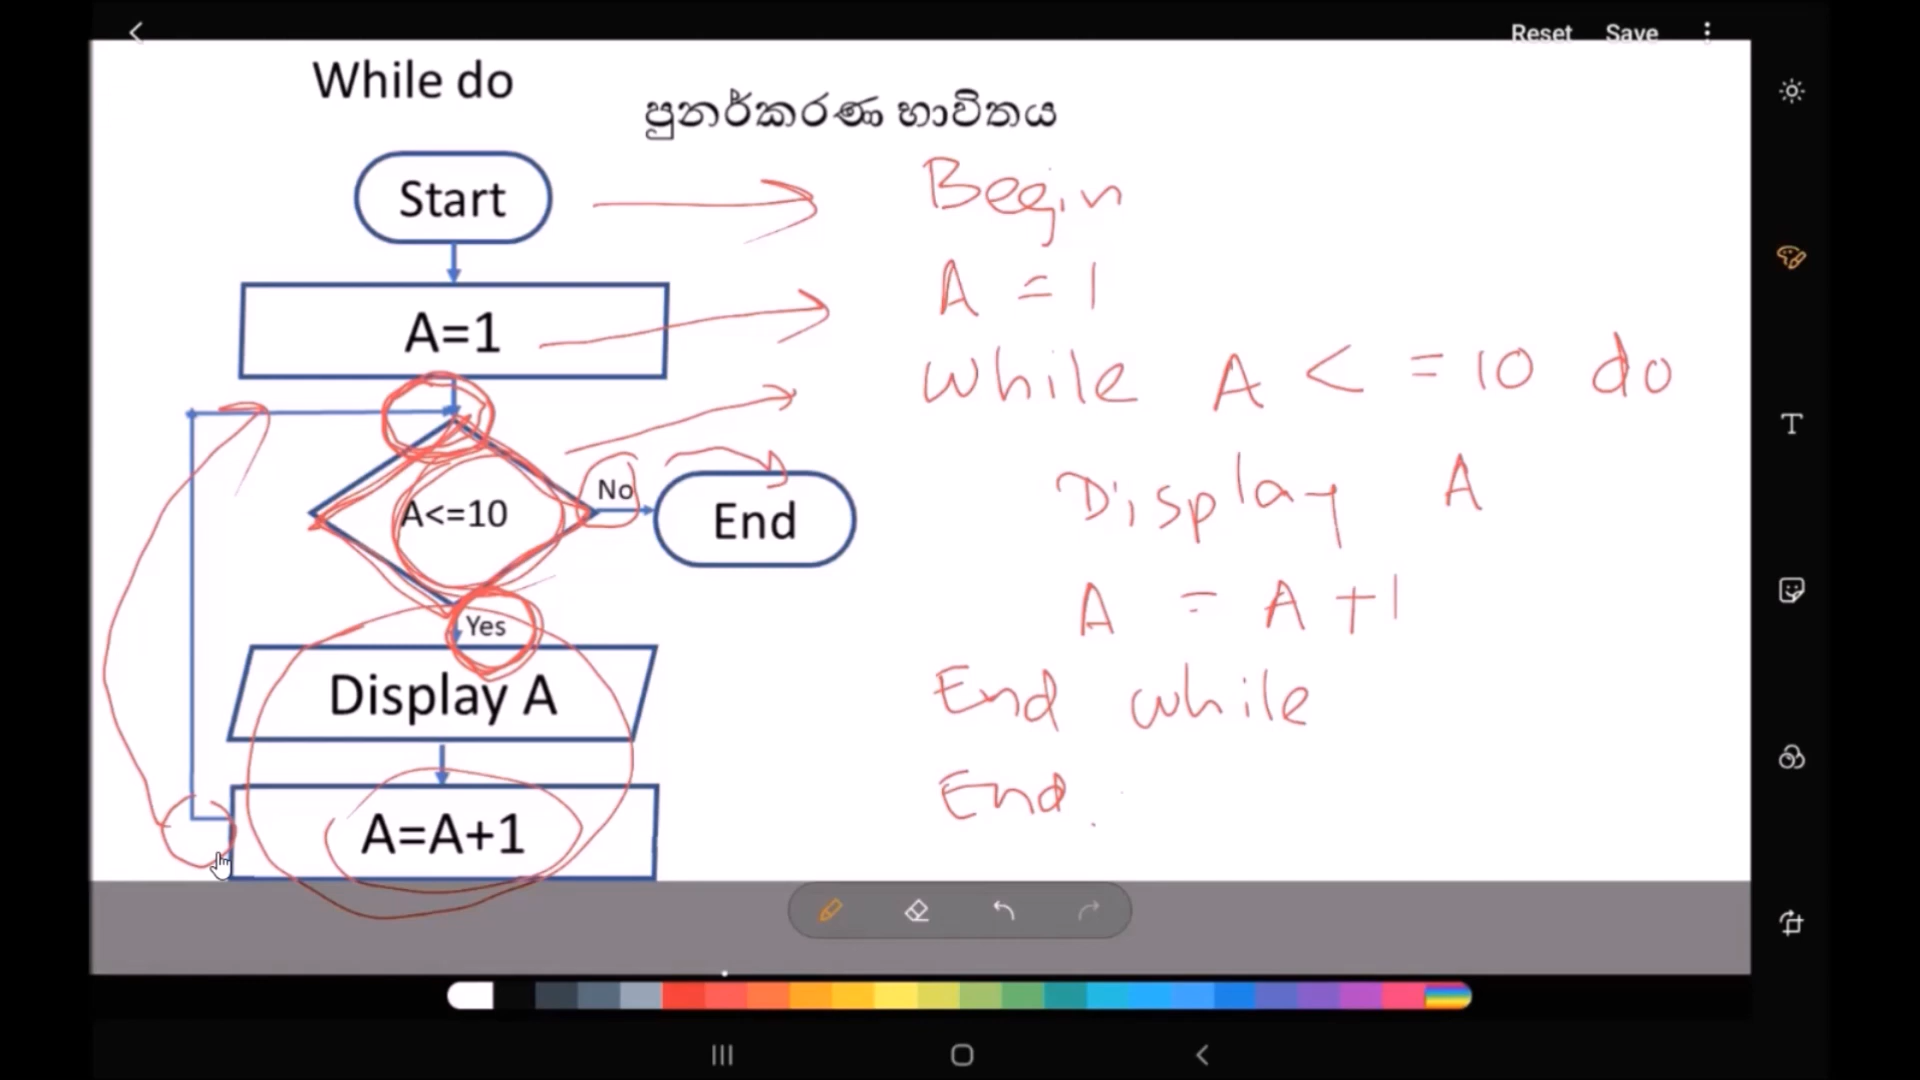 Reset Save
While do
පුනර්කරණ භාවිතය
Start
A=1
A<=10
No
End
Yes
Display A
A=A+1
Begin
A = 1
while A <= 10 do
Display A
A = A +1
End while
End.